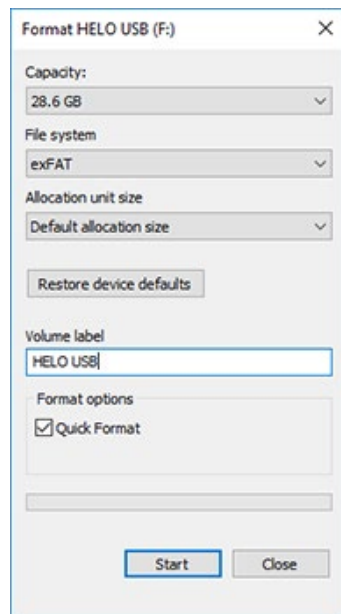 Format HELO USB (F:)
Capacity:
28.6 GB
File system
exFAT
Allocation unit size
Default allocation size
Restore device defaults
Volume label
HELO USB
Format options
Quick Format
Start Close